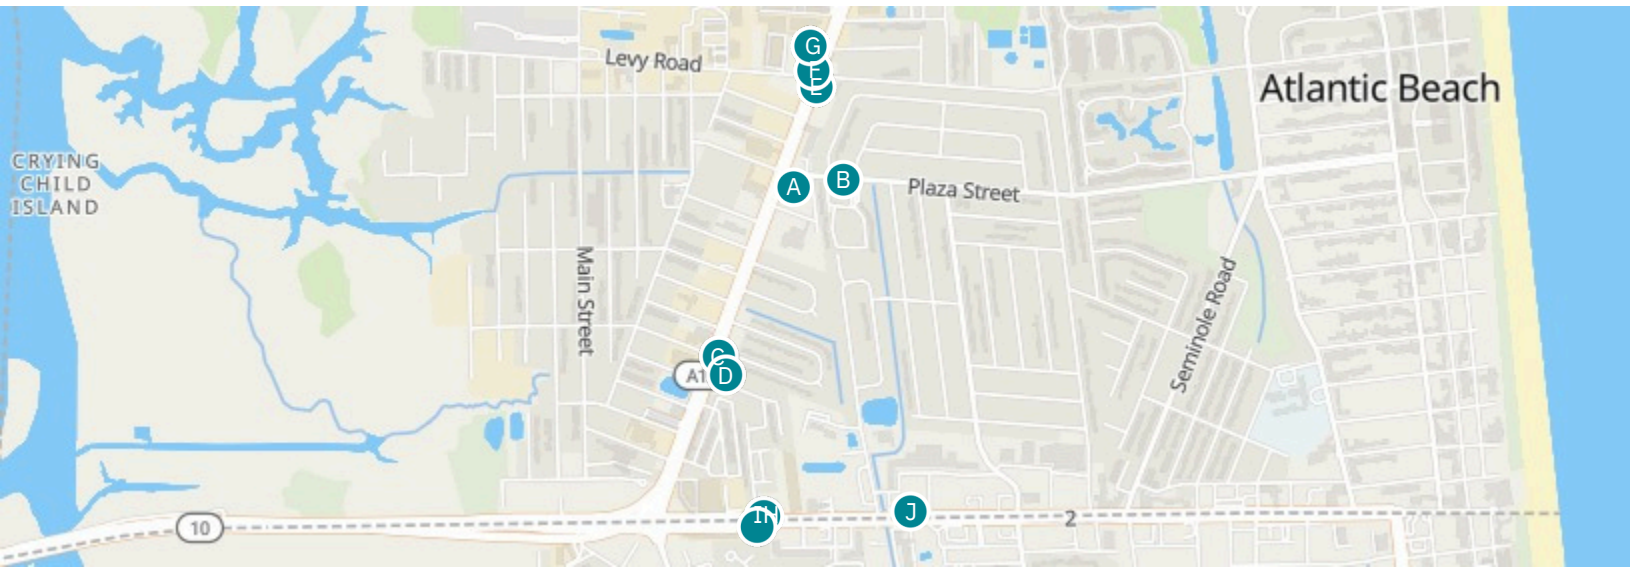 G
Levy Road
F
E
Atlantic Beach
CRYING
CHILD
ISLAND
A
B
Plaza Street
Main Street
Seminole Road
C
A1
D
10
I
H
J
2